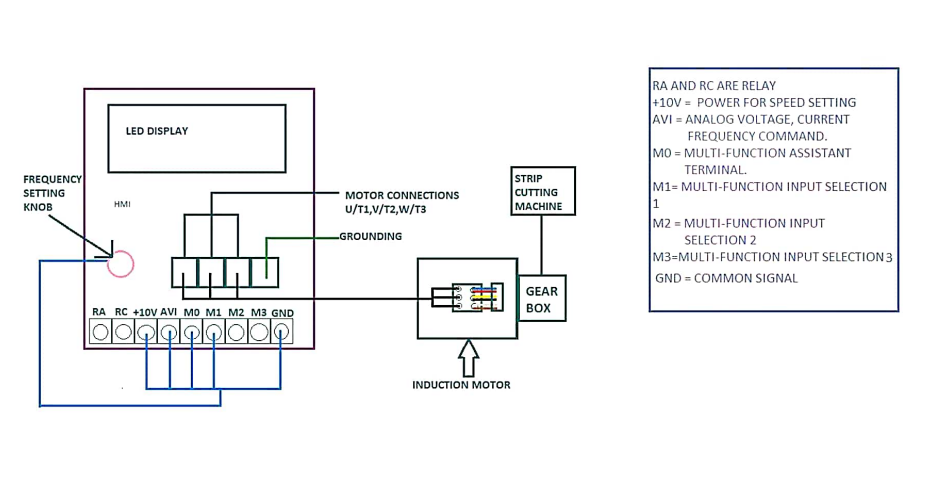 LED DISPLAY
FREQUENCY
SETTING
KNOB
HMI
MOTOR CONNECTIONS
U/T1,V/T2,W/T3
GROUNDING
RA RC +10V AVI M0 M1 M2 M3 GND
STRIP
CUTTING
MACHINE
GEAR
BOX
INDUCTION MOTOR
RA AND RC ARE RELAY
+10V = POWER FOR SPEED SETTING
AVI = ANALOG VOLTAGE, CURRENT
FREQUENCY COMMAND.
M0 = MULTI-FUNCTION ASSISTANT
TERMINAL.
M1= MULTI-FUNCTION INPUT SELECTION
1
M2 = MULTI-FUNCTION INPUT
SELECTION 2
M3=MULTI-FUNCTION INPUT SELECTION 3
GND = COMMON SIGNAL